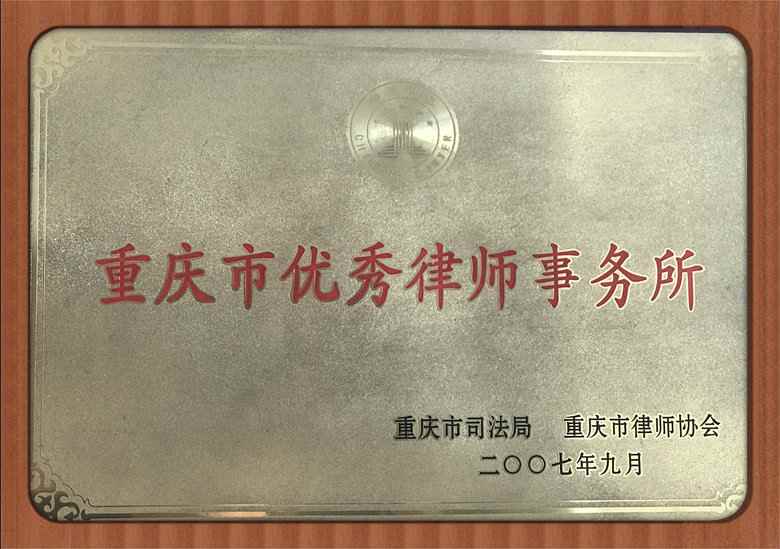 重庆市优秀律师事务所
重庆市司法局 重庆市律师协会
二〇〇七年九月